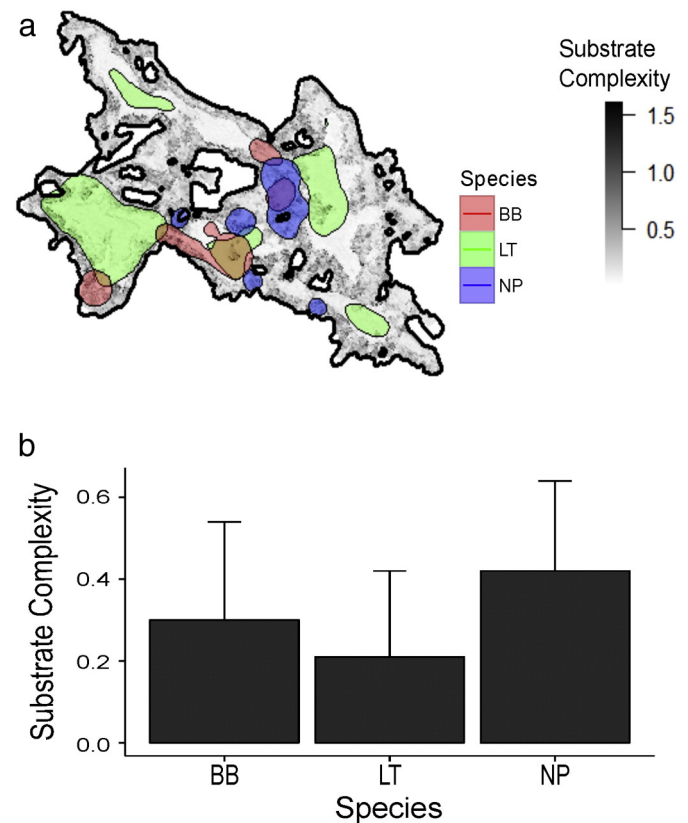 a
Substrate
Complexity
1.5
1.0
0.5
Species
BB
LT
NP
b
Substrate Complexity
0.6
0.4
0.2
0.0
BB LT NP
Species